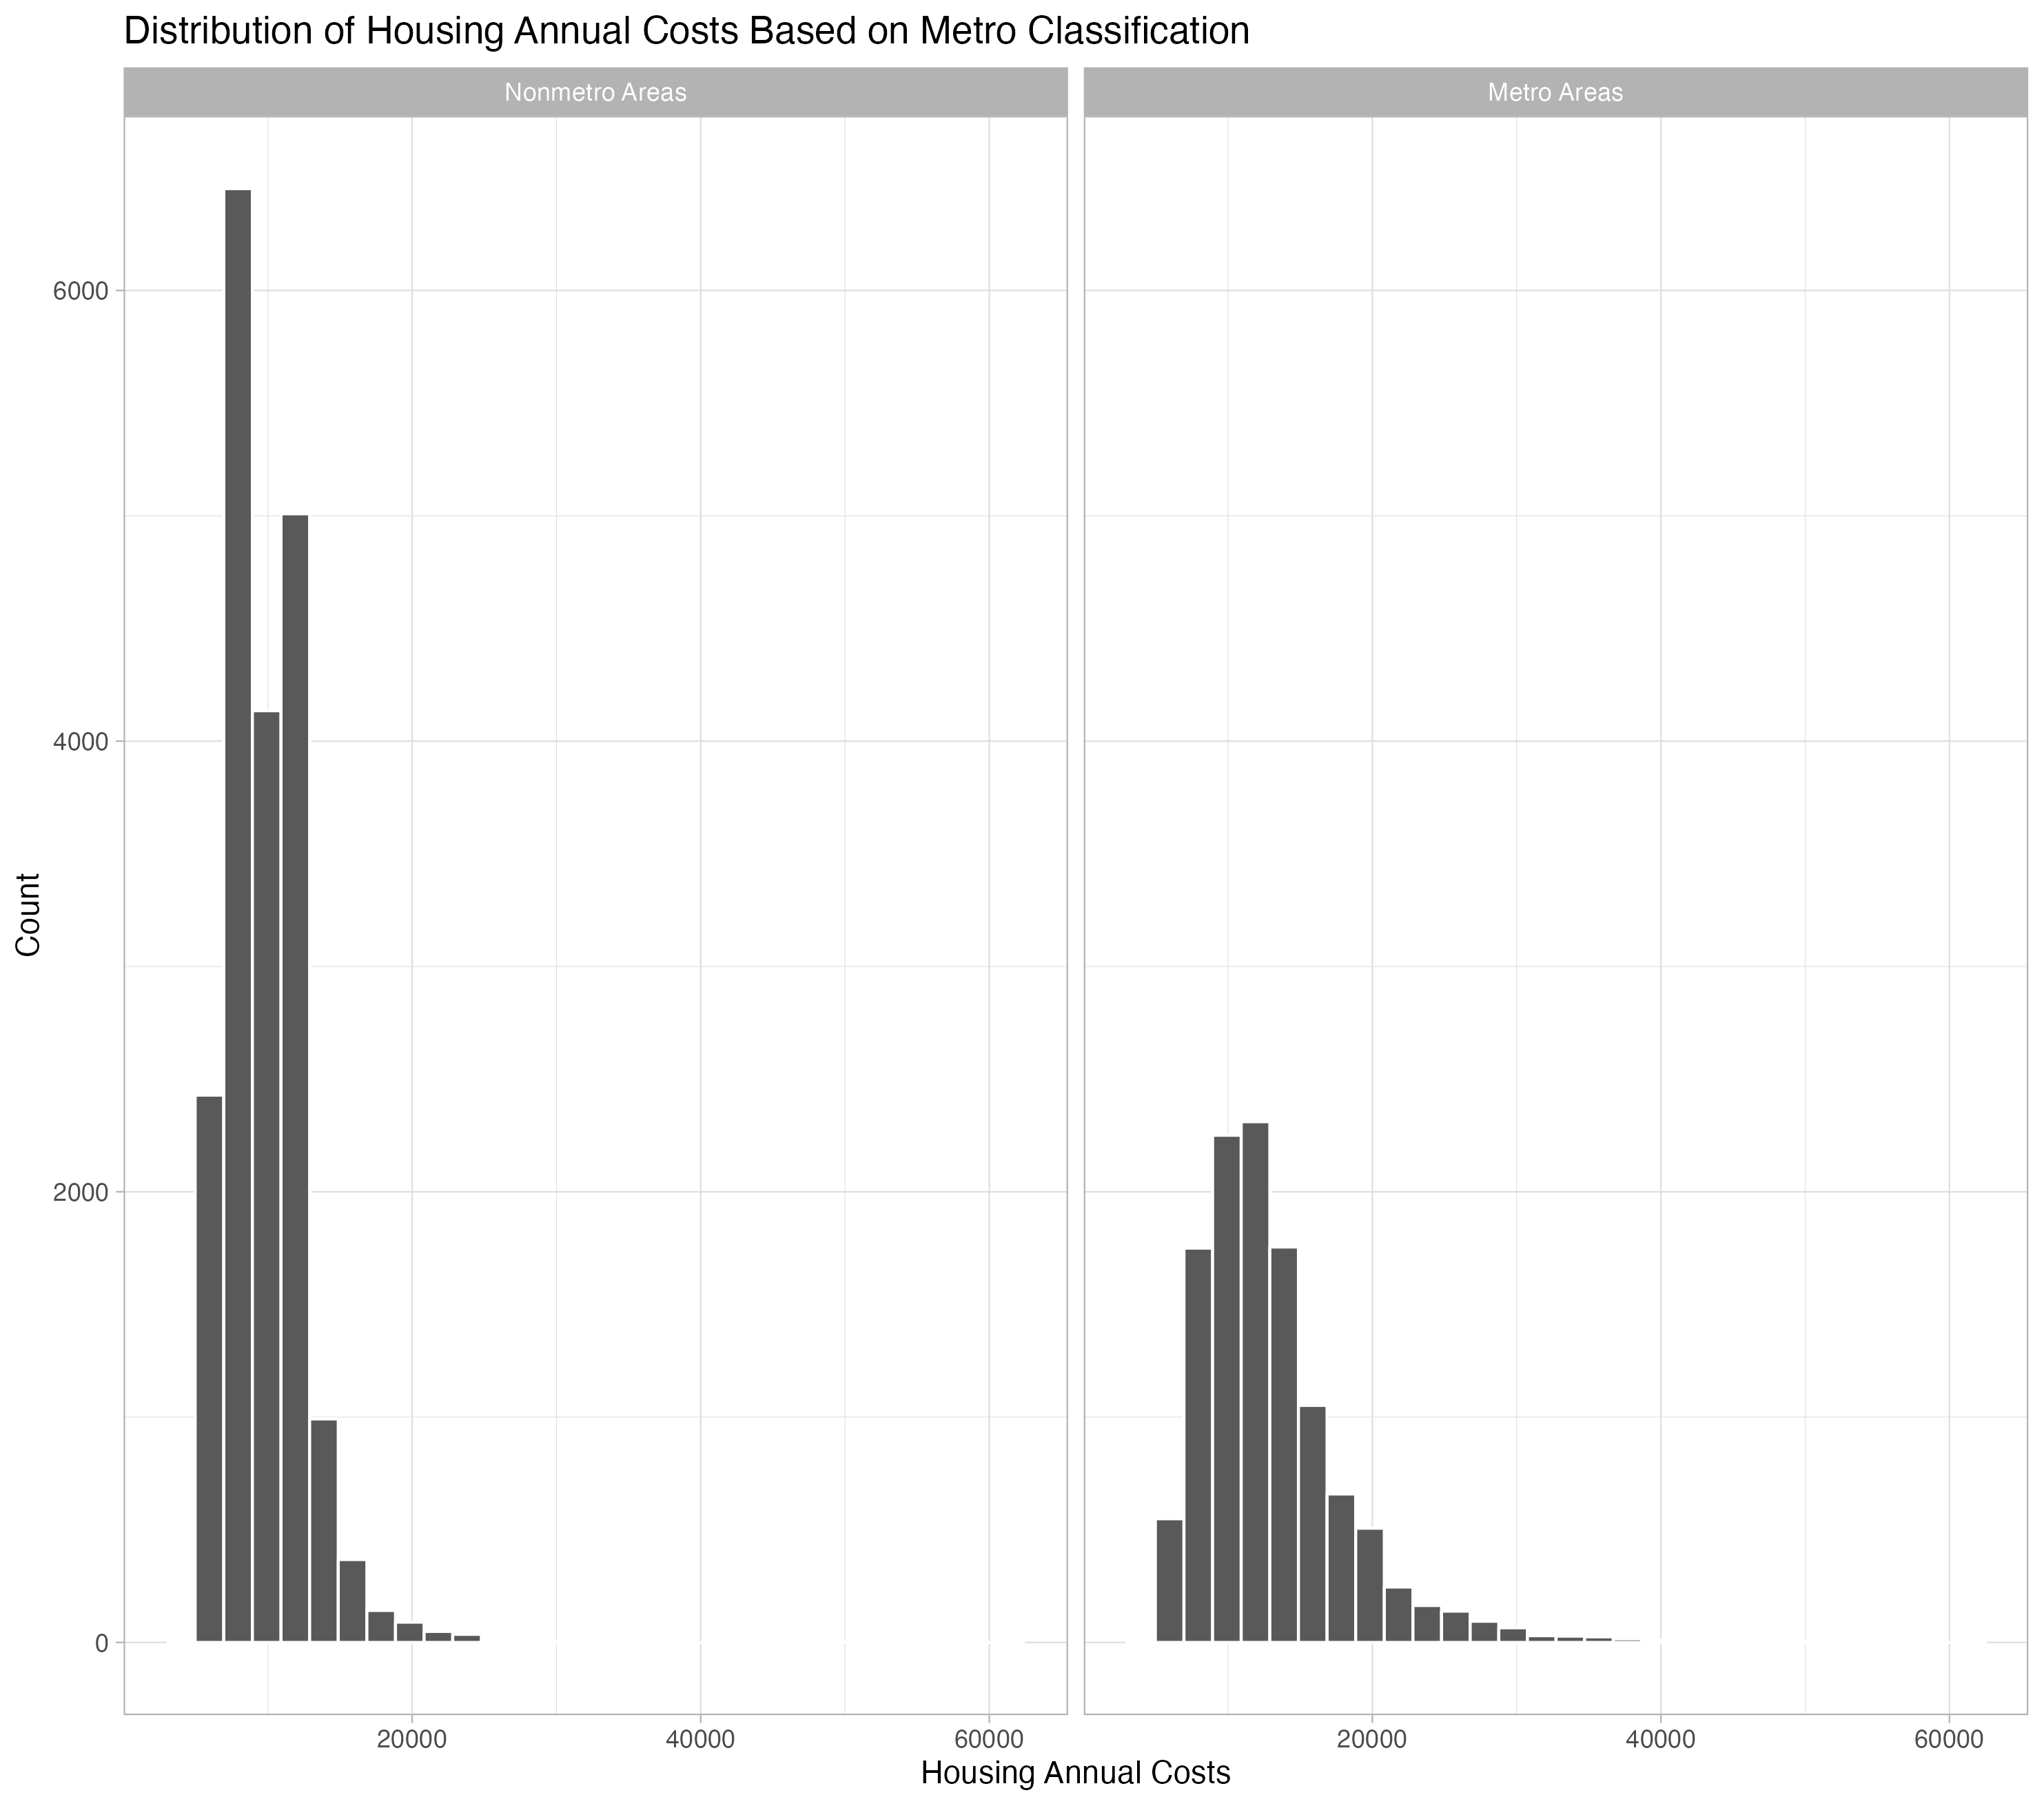 Distribution of Housing Annual Costs Based on Metro Classification
Nonmetro Areas
Metro Areas
6000
4000
2000
0
Count
20000
40000
60000
20000
40000
60000
Housing Annual Costs